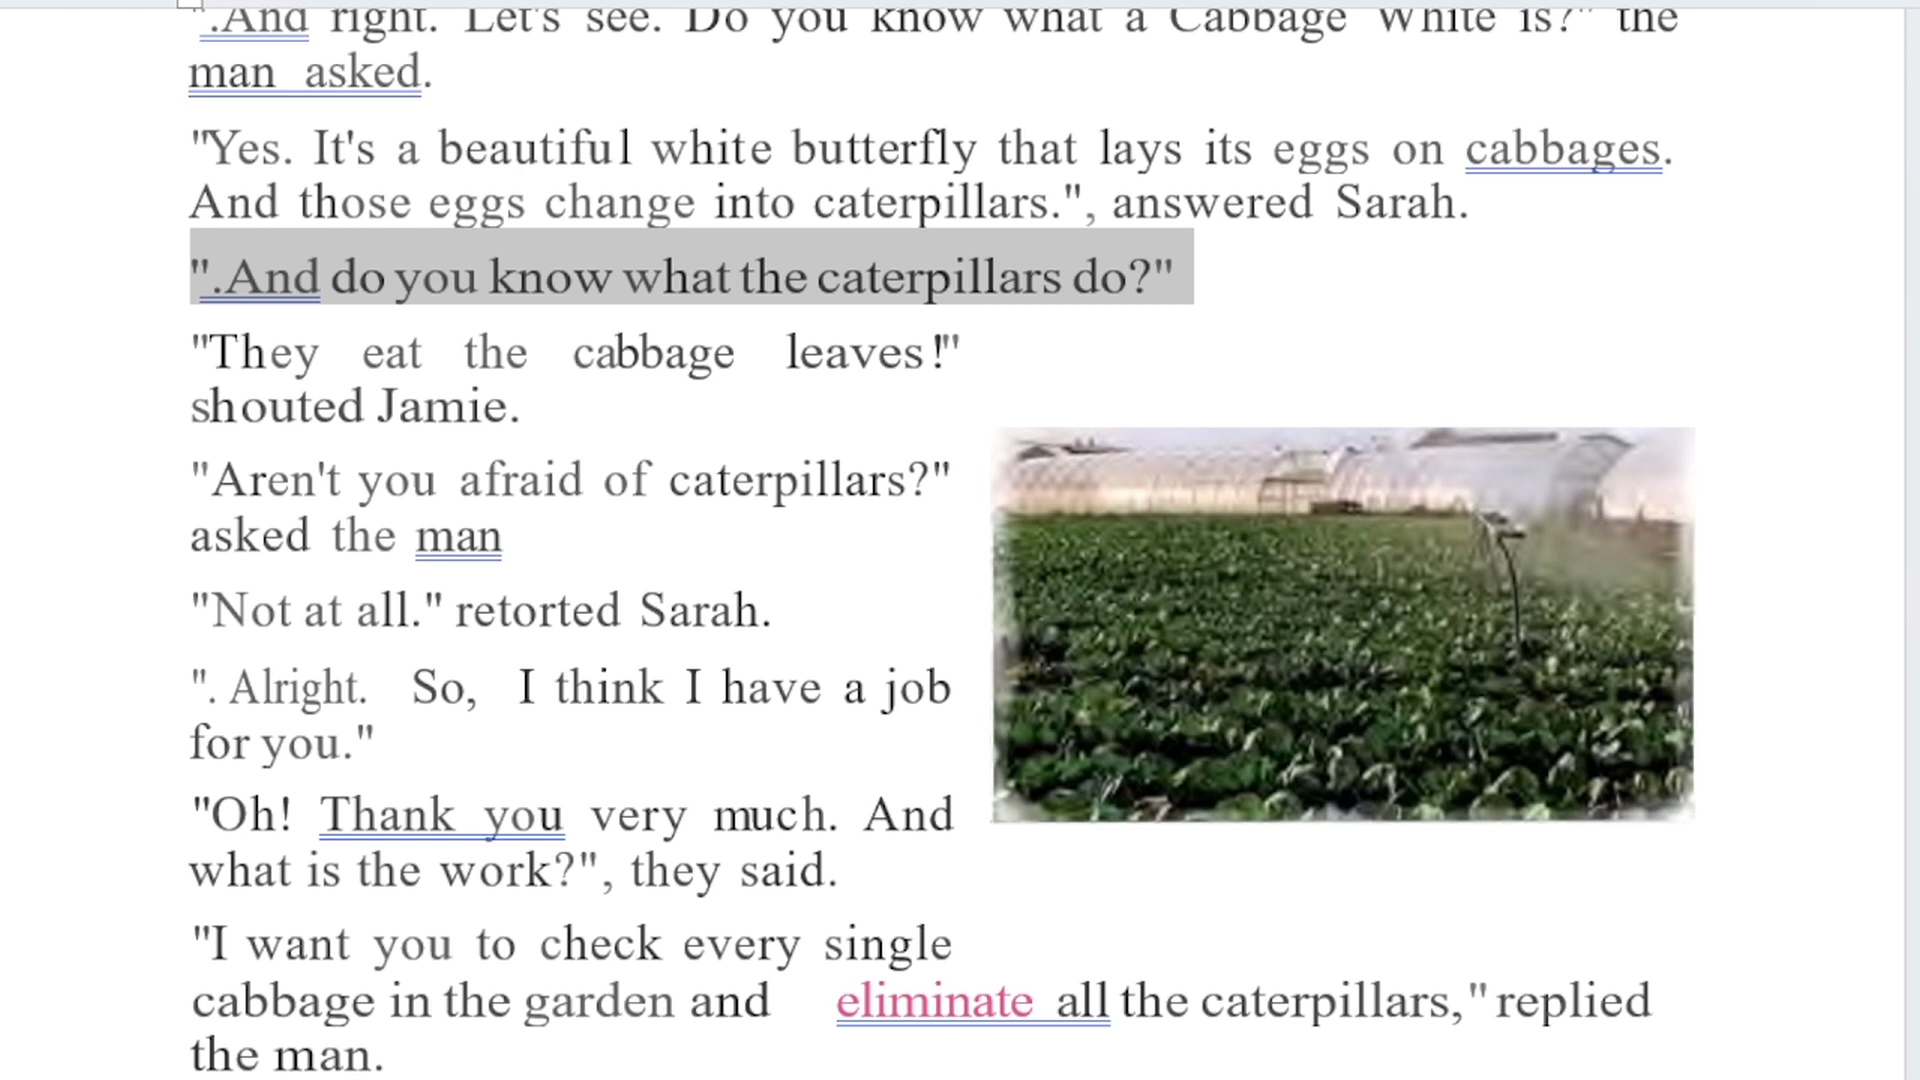 ".And right. Let's see. Do you know what a Cabbage White is?" the
man asked.
"Yes. It's a beautiful white butterfly that lays its eggs on cabbages.
And those eggs change into caterpillars.", answered Sarah.
".And do you know what the caterpillars do?"
"They eat the cabbage leaves!"
shouted Jamie.
"Aren't you afraid of caterpillars?"
asked the man
"Not at all." retorted Sarah.
". Alright. So, I think I have a job
for you."
"Oh! Thank you very much. And
what is the work?", they said.
"I want you to check every single
cabbage in the garden and eliminate all the caterpillars," replied
the man.